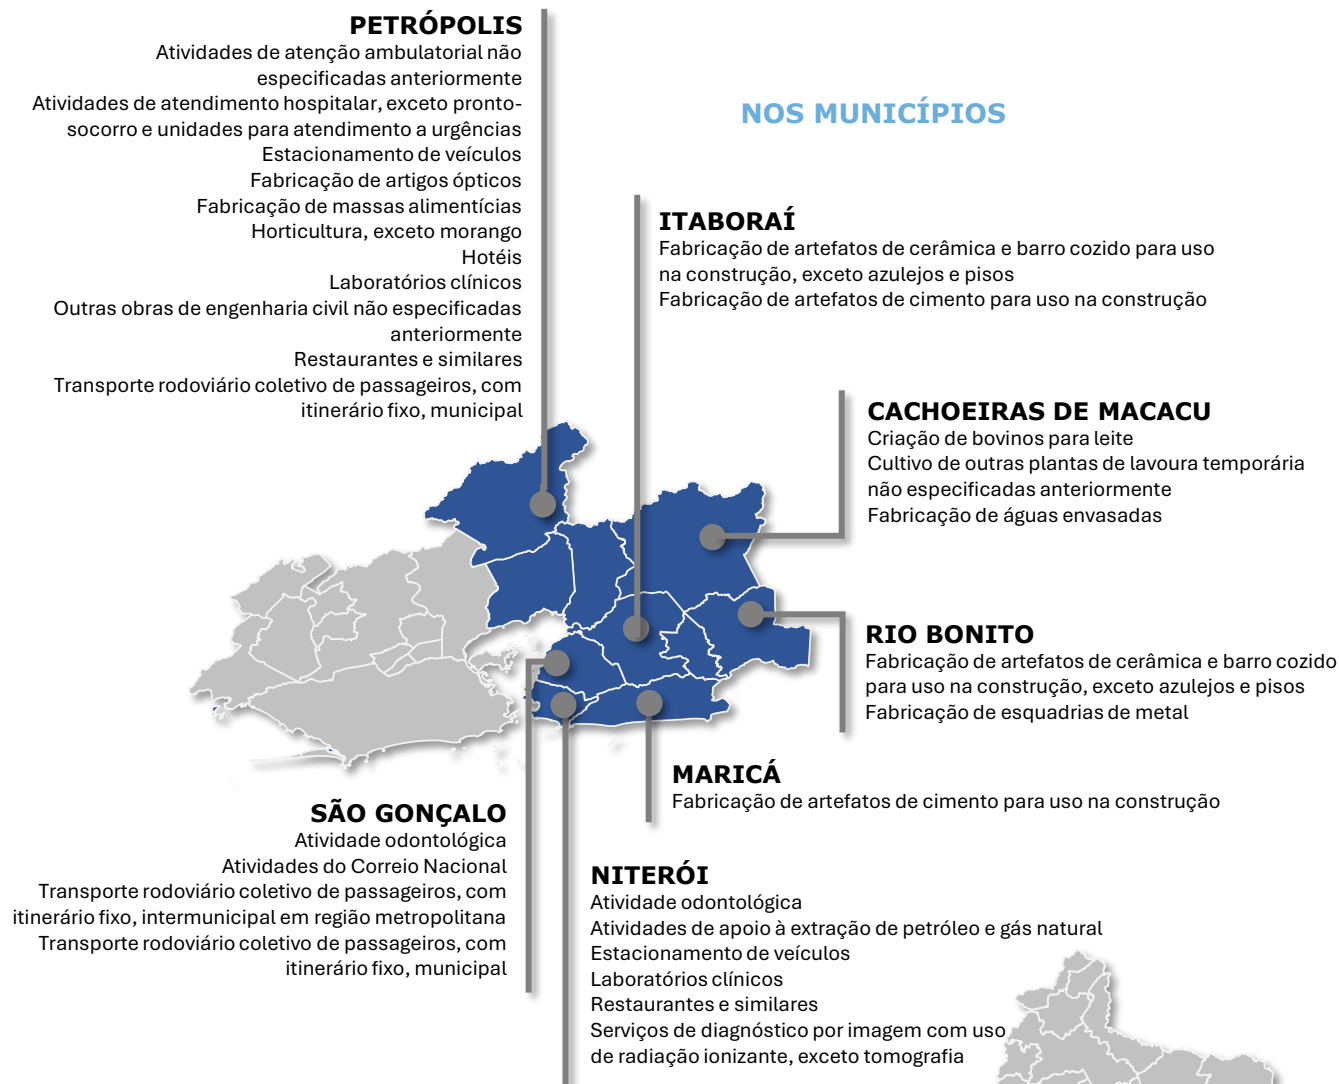 PETRÓPOLIS
Atividades de atenção ambulatorial não
especificadas anteriormente
Atividades de atendimento hospitalar, exceto pronto-
socorro e unidades para atendimento a urgências
Estacionamento de veículos
Fabricação de artigos ópticos
Fabricação de massas alimentícias
Horticultura, exceto morango
Hotéis
Laboratórios clínicos
Outras obras de engenharia civil não especificadas
anteriormente
Restaurantes e similares
Transporte rodoviário coletivo de passageiros, com
itinerário fixo, municipal
NOS MUNICÍPIOS
ITABORAÍ
Fabricação de artefatos de cerâmica e barro cozido para uso
na construção, exceto azulejos e pisos
Fabricação de artefatos de cimento para uso na construção
CACHOEIRAS DE MACACU
Criação de bovinos para leite
Cultivo de outras plantas de lavoura temporária
não especificadas anteriormente
Fabricação de águas envasadas
RIO BONITO
Fabricação de artefatos de cerâmica e barro cozido
para uso na construção, exceto azulejos e pisos
Fabricação de esquadrias de metal
MARICÁ
Fabricação de artefatos de cimento para uso na construção
SÃO GONÇALO
Atividade odontológica
Atividades do Correio Nacional
Transporte rodoviário coletivo de passageiros, com
itinerário fixo, intermunicipal em região metropolitana
Transporte rodoviário coletivo de passageiros, com
itinerário fixo, municipal
NITERÓI
Atividade odontológica
Atividades de apoio à extração de petróleo e gás natural
Estacionamento de veículos
Laboratórios clínicos
Restaurantes e similares
Serviços de diagnóstico por imagem com uso
de radiação ionizante, exceto tomografia